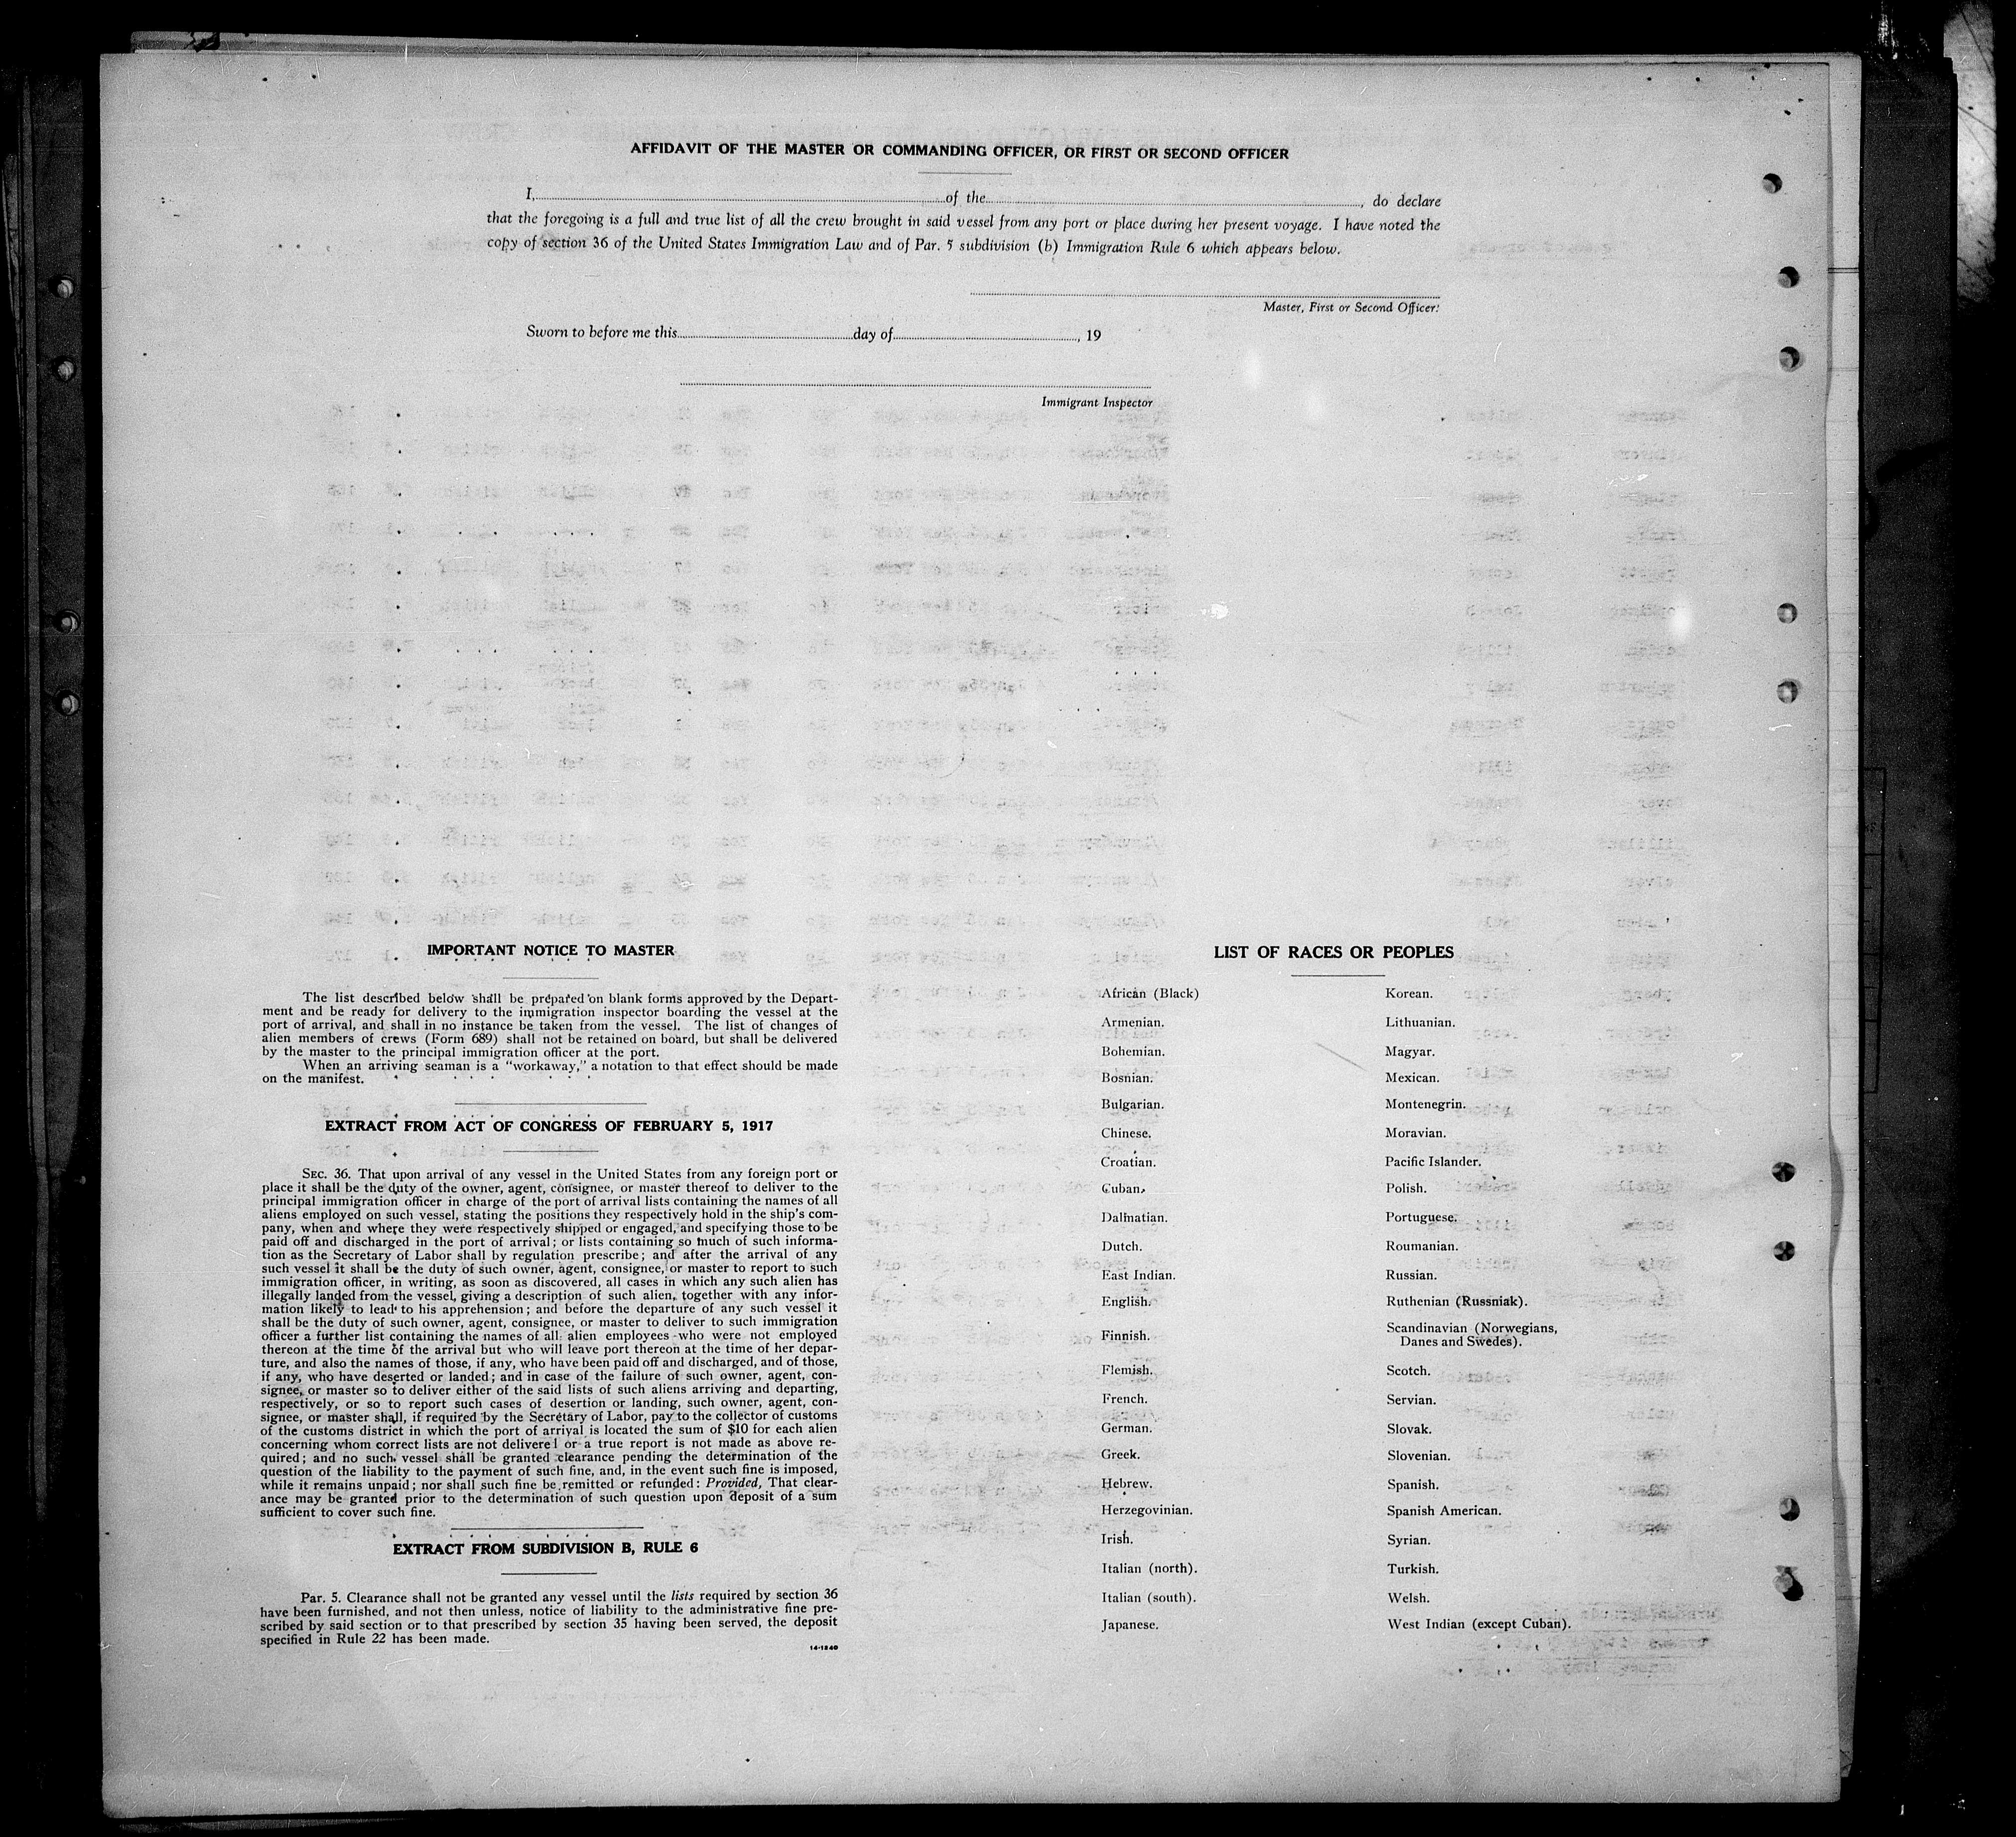 AFFIDAVIT OF THE MASTER OR COMMANDING OFFICER, OR FIRST OR SECOND OFFICER
I, of the , do declare
that the foregoing is a full and true list of all the crew brought in said vessel from any port or place during her present voyage. I have noted the
copy of section 36 of the United States Immigration Law and of Par. 5 subdivision (b) Immigration Rule 6 which appears below.
Master, First or Second Officer.
Sworn to before me this day of , 19
Immigrant Inspector
IMPORTANT NOTICE TO MASTER
The list described below shall be prepared on blank forms approved by the Depart-
ment and be ready for delivery to the immigration inspector boarding the vessel at the
port of arrival, and shall in no instance be taken from the vessel. The list of changes of
alien members of crews (Form 689) shall not be retained on board, but shall be delivered
by the master to the principal immigration officer at the port.
When an arriving seaman is a "workaway," a notation to that effect should be made
on the manifest.
EXTRACT FROM ACT OF CONGRESS OF FEBRUARY 5, 1917
SEC. 36. That upon arrival of any vessel in the United States from any foreign port or
place it shall be the duty of the owner, agent, consignee, or master thereof to deliver to the
principal immigration officer in charge of the port of arrival lists containing the names of all
aliens employed on such vessel, stating the positions they respectively hold in the ship's com-
pany, when and where they were respectively shipped or engaged, and specifying those to be
paid off and discharged in the port of arrival; or lists containing so much of such informa-
tion as the Secretary of Labor shall by regulation prescribe; and after the arrival of any
such vessel it shall be the duty of such owner, agent, consignee, or master to report to such
immigration officer, in writing, as soon as discovered, all cases in which any such alien has
illegally landed from the vessel, giving a description of such alien, together with any infor-
mation likely to lead to his apprehension; and before the departure of any such vessel it
shall be the duty of such owner, agent, consignee, or master to deliver to such immigration
officer a further list containing the names of all alien employees who were not employed
thereon at the time of the arrival but who will leave port thereon at the time of her depar-
ture, and also the names of those, if any, who have been paid off and discharged, and of those,
if any, who have deserted or landed; and in case of the failure of such owner, agent, con-
signee, or master so to deliver either of the said lists of such aliens arriving and departing,
respectively, or so to report such cases of desertion or landing, such owner, agent, con-
signee, or master shall, if required by the Secretary of Labor, pay to the collector of customs
of the customs district in which the port of arrival is located the sum of $10 for each alien
concerning whom correct lists are not delivered or a true report is not made as above re-
quired; and no such vessel shall be granted clearance pending the determination of the
question of the liability to the payment of such fine, and, in the event such fine is imposed,
while it remains unpaid; nor shall such fine be remitted or refunded: Provided, That clear-
ance may be granted prior to the determination of such question upon deposit of a sum
sufficient to cover such fine.
EXTRACT FROM SUBDIVISION B, RULE 6
Par. 5. Clearance shall not be granted any vessel until the lists required by section 36
have been furnished, and not then unless, notice of liability to the administrative fine pre-
scribed by said section or to that prescribed by section 35 having been served, the deposit
specified in Rule 22 has been made.
14-1240
LIST OF RACES OR PEOPLES
African (Black)
Armenian.
Bohemian.
Bosnian.
Bulgarian.
Chinese.
Croatian.
Cuban.
Dalmatian.
Dutch.
East Indian.
English.
Finnish.
Flemish.
French.
German.
Greek.
Hebrew.
Herzegovinian.
Irish.
Italian (north).
Italian (south).
Japanese.
Korean.
Lithuanian.
Magyar.
Mexican.
Montenegrin.
Moravian.
Pacific Islander.
Polish.
Portuguese.
Roumanian.
Russian.
Ruthenian (Russniak).
Scandinavian (Norwegians,
Danes and Swedes).
Scotch.
Servian.
Slovak.
Slovenian.
Spanish.
Spanish American.
Syrian.
Turkish.
Welsh.
West Indian (except Cuban).